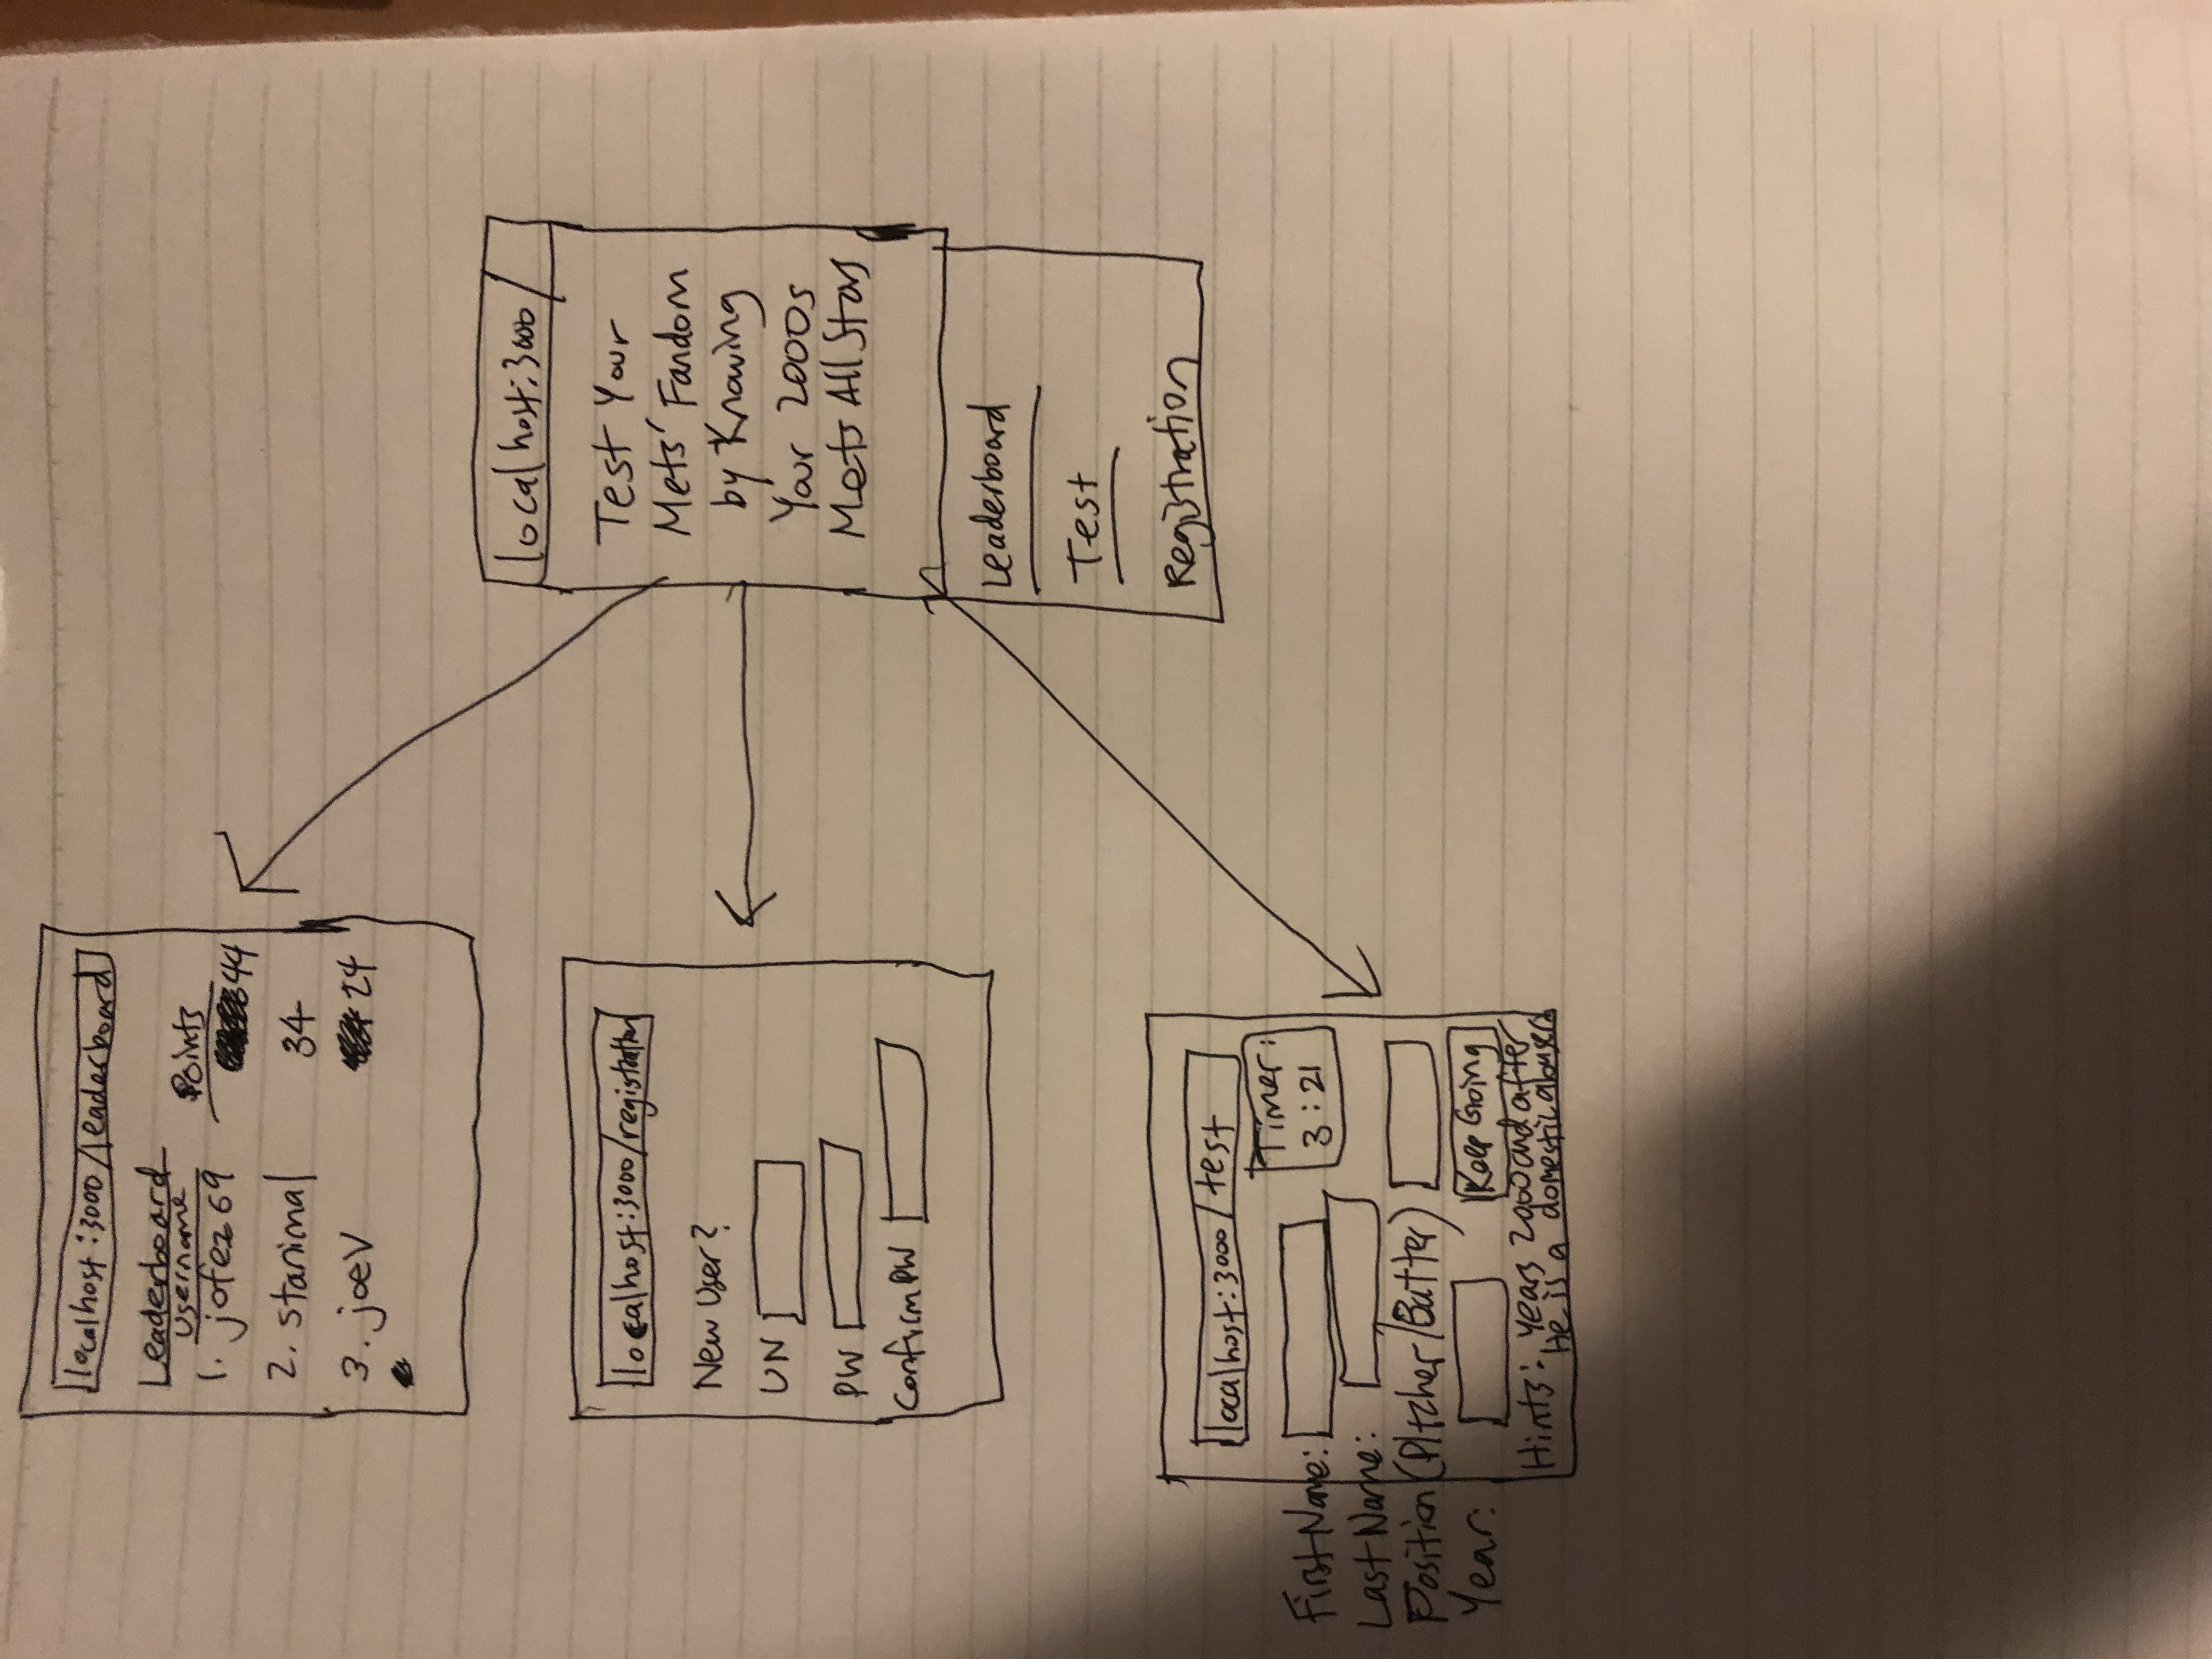 localhost:3000/leaderboard
Leaderboard
Username Points
1. jofez69 44
2. stanimal 34
3. joeV 24
localhost:3000/registration
New User?
UN
PW
Confirm PW
localhost:3000/test
Timer:
3:21
First Name:
Last Name:
Position (Pitcher/Batter)
Year:
Keep Going
Hints: years 2000 and after
He is a domestic abuser
localhost:3000/
Test Your
Mets' Fandom
by Knowing
Your 2000s
Mets All Stars
Leaderboard
Test
Registration